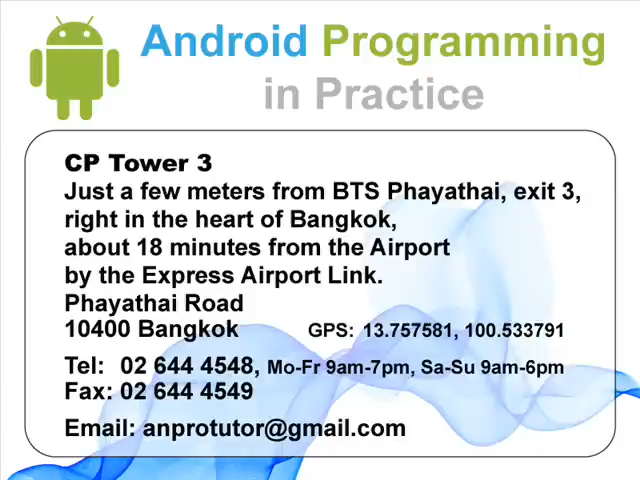 Android Programming
in Practice
CP Tower 3
Just a few meters from BTS Phayathai, exit 3,
right in the heart of Bangkok,
about 18 minutes from the Airport
by the Express Airport Link.
Phayathai Road
10400 Bangkok GPS: 13.757581, 100.533791
Tel: 02 644 4548, Mo-Fr 9am-7pm, Sa-Su 9am-6pm
Fax: 02 644 4549
Email: anprotutor@gmail.com